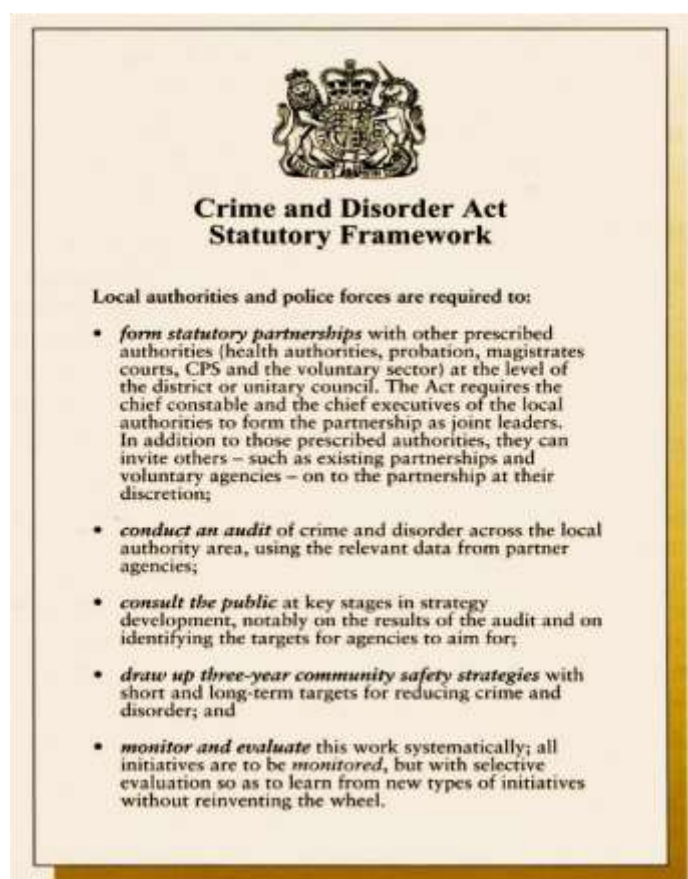 Crime and Disorder Act
Statutory Framework
Local authorities and police forces are required to:
• form statutory partnerships with other prescribed
authorities (health authorities, probation, magistrates
courts, CPS and the voluntary sector) at the level of
the district or unitary council. The Act requires the
chief constable and the chief executives of the local
authorities to form the partnership as joint leaders.
In addition to those prescribed authorities, they can
invite others – such as existing partnerships and
voluntary agencies – on to the partnership at their
discretion;
• conduct an audit of crime and disorder across the local
authority area, using the relevant data from partner
agencies;
• consult the public at key stages in strategy
development, notably on the results of the audit and on
identifying the targets for agencies to aim for;
• draw up three-year community safety strategies with
short and long-term targets for reducing crime and
disorder; and
• monitor and evaluate this work systematically; all
initiatives are to be monitored, but with selective
evaluation so as to learn from new types of initiatives
without reinventing the wheel.